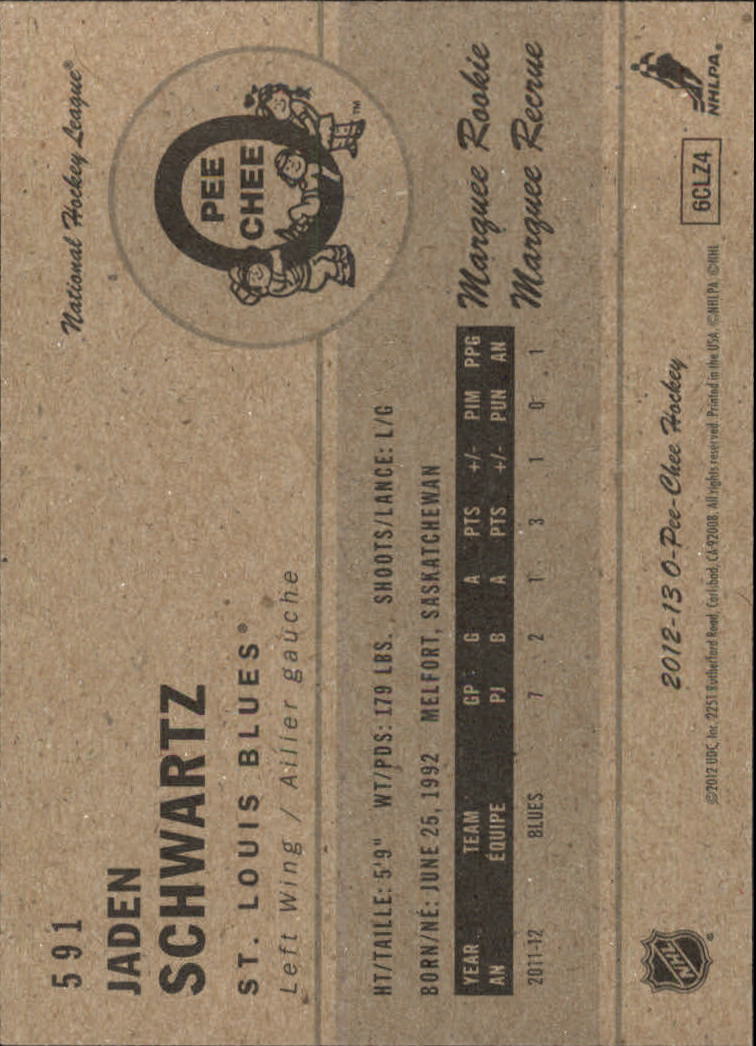 591
National Hockey League®
JADEN
SCHWARTZ
ST. LOUIS BLUES®
Left Wing / Ailier gauche
O
PEE
CHEE
TM
HT/TAILLE: 5'9" WT/PDS: 179 LBS. SHOOTS/LANCE: L/G
BORN/NÉ: JUNE 25, 1992 MELFORT, SASKATCHEWAN
YEAR TEAM GP G A PTS +/- PIM PPG
AN ÉQUIPE PJ B A PTS +/- PUN AN
2011-12 BLUES 7 2 1 3 1 0 1
Marquee Rookie
Marquee Recrue
NHL
2012-13 O-Pee-Chee Hockey
©2012 UDC, Inc. 2251 Rutherford Road, Carlsbad, CA 92008. All rights reserved. Printed in the USA. ©NHLPA. ©NHL
6CLZ4
NHLPA®